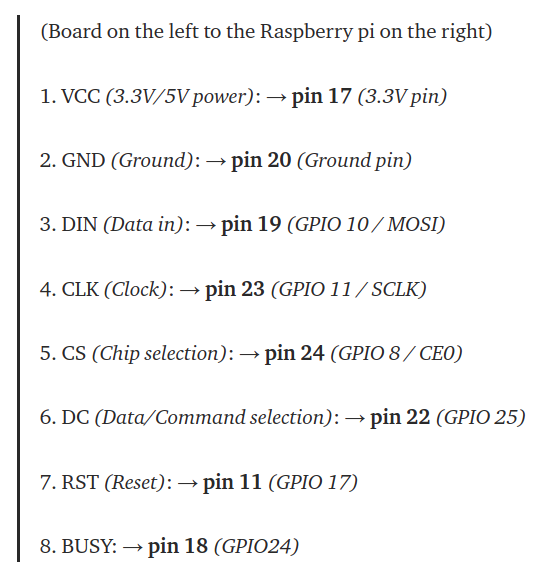 (Board on the left to the Raspberry pi on the right)
1. VCC (3.3V/5V power): → pin 17 (3.3V pin)
2. GND (Ground): → pin 20 (Ground pin)
3. DIN (Data in): → pin 19 (GPIO 10 / MOSI)
4. CLK (Clock): → pin 23 (GPIO 11 / SCLK)
5. CS (Chip selection): → pin 24 (GPIO 8 / CE0)
6. DC (Data/Command selection): → pin 22 (GPIO 25)
7. RST (Reset): → pin 11 (GPIO 17)
8. BUSY: → pin 18 (GPIO24)